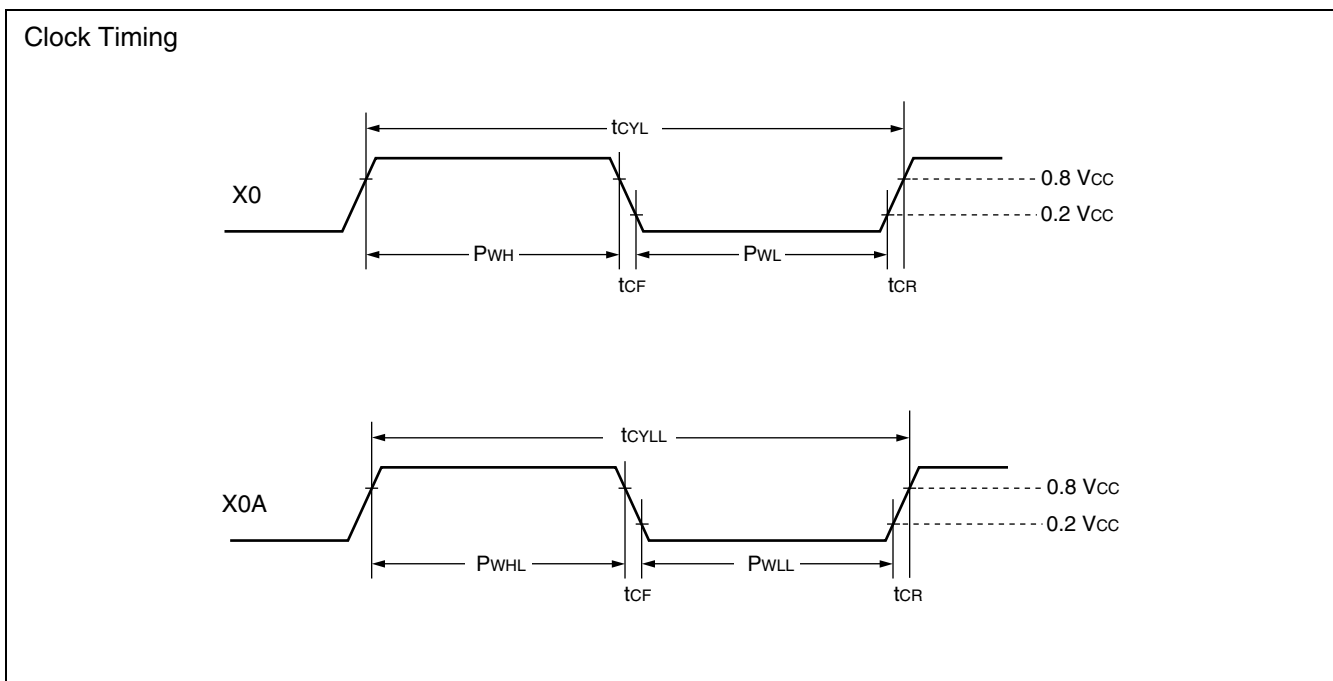 Clock Timing
tCYL
X0
0.8 VCC
0.2 VCC
PWH
PWL
tCF
tCR
tCYLL
X0A
0.8 VCC
0.2 VCC
PWHL
PWLL
tCF
tCR